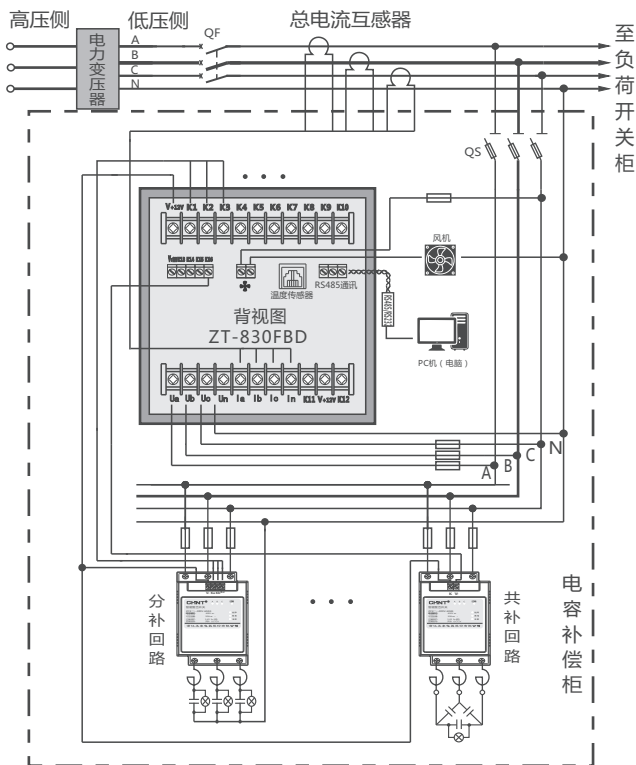 高压侧
低压侧
总电流互感器
电力变压器
A
B
C
N
QF
至负荷开关柜
QS
V+12V K1 K2 K3 K4 K5 K6 K7 K8 K9 K10
风机
温度传感器
RS485通讯
RS485/RS232
背视图
ZT-830FBD
PC机（电脑）
Ua Ub Uc Un Ia Ib Ic In K11 V+12V K12
A
B
C
N
分补回路
CHNT
共补回路
CHNT
电容补偿柜